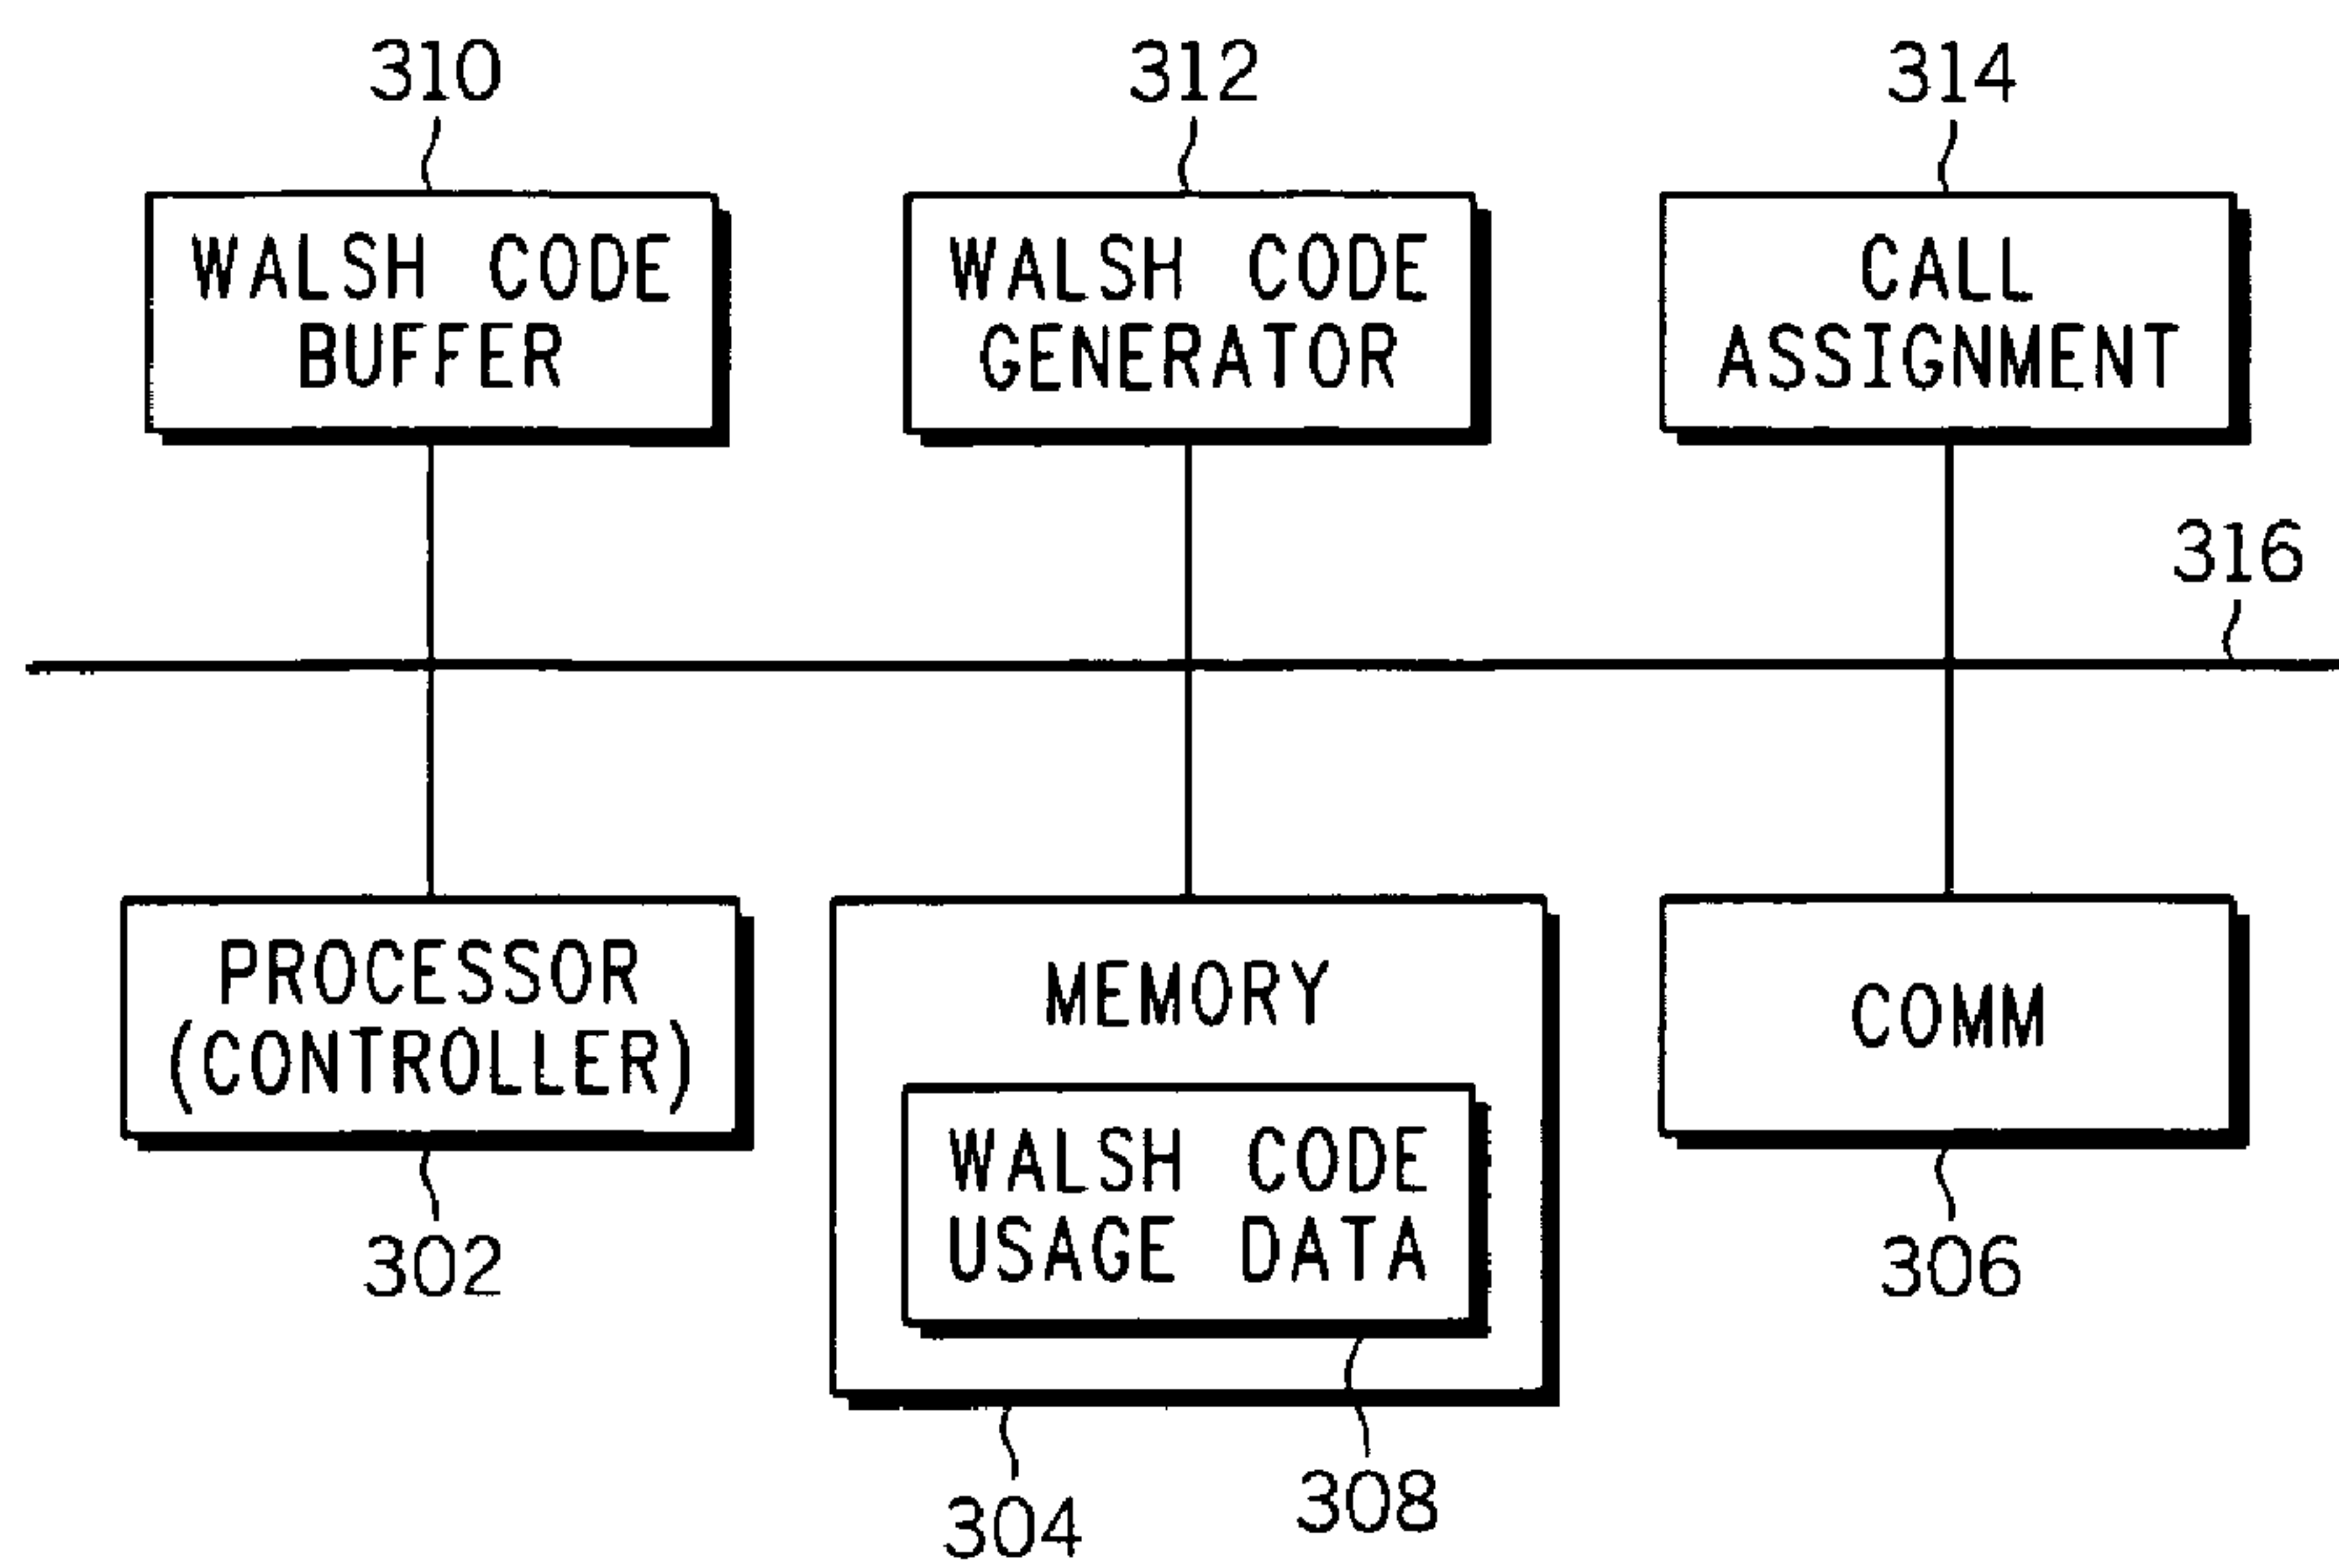 310
312
314
WALSH CODE
BUFFER
WALSH CODE
GENERATOR
CALL
ASSIGNMENT
316
PROCESSOR
(CONTROLLER)
MEMORY
COMM
WALSH CODE
USAGE DATA
302
306
304
308